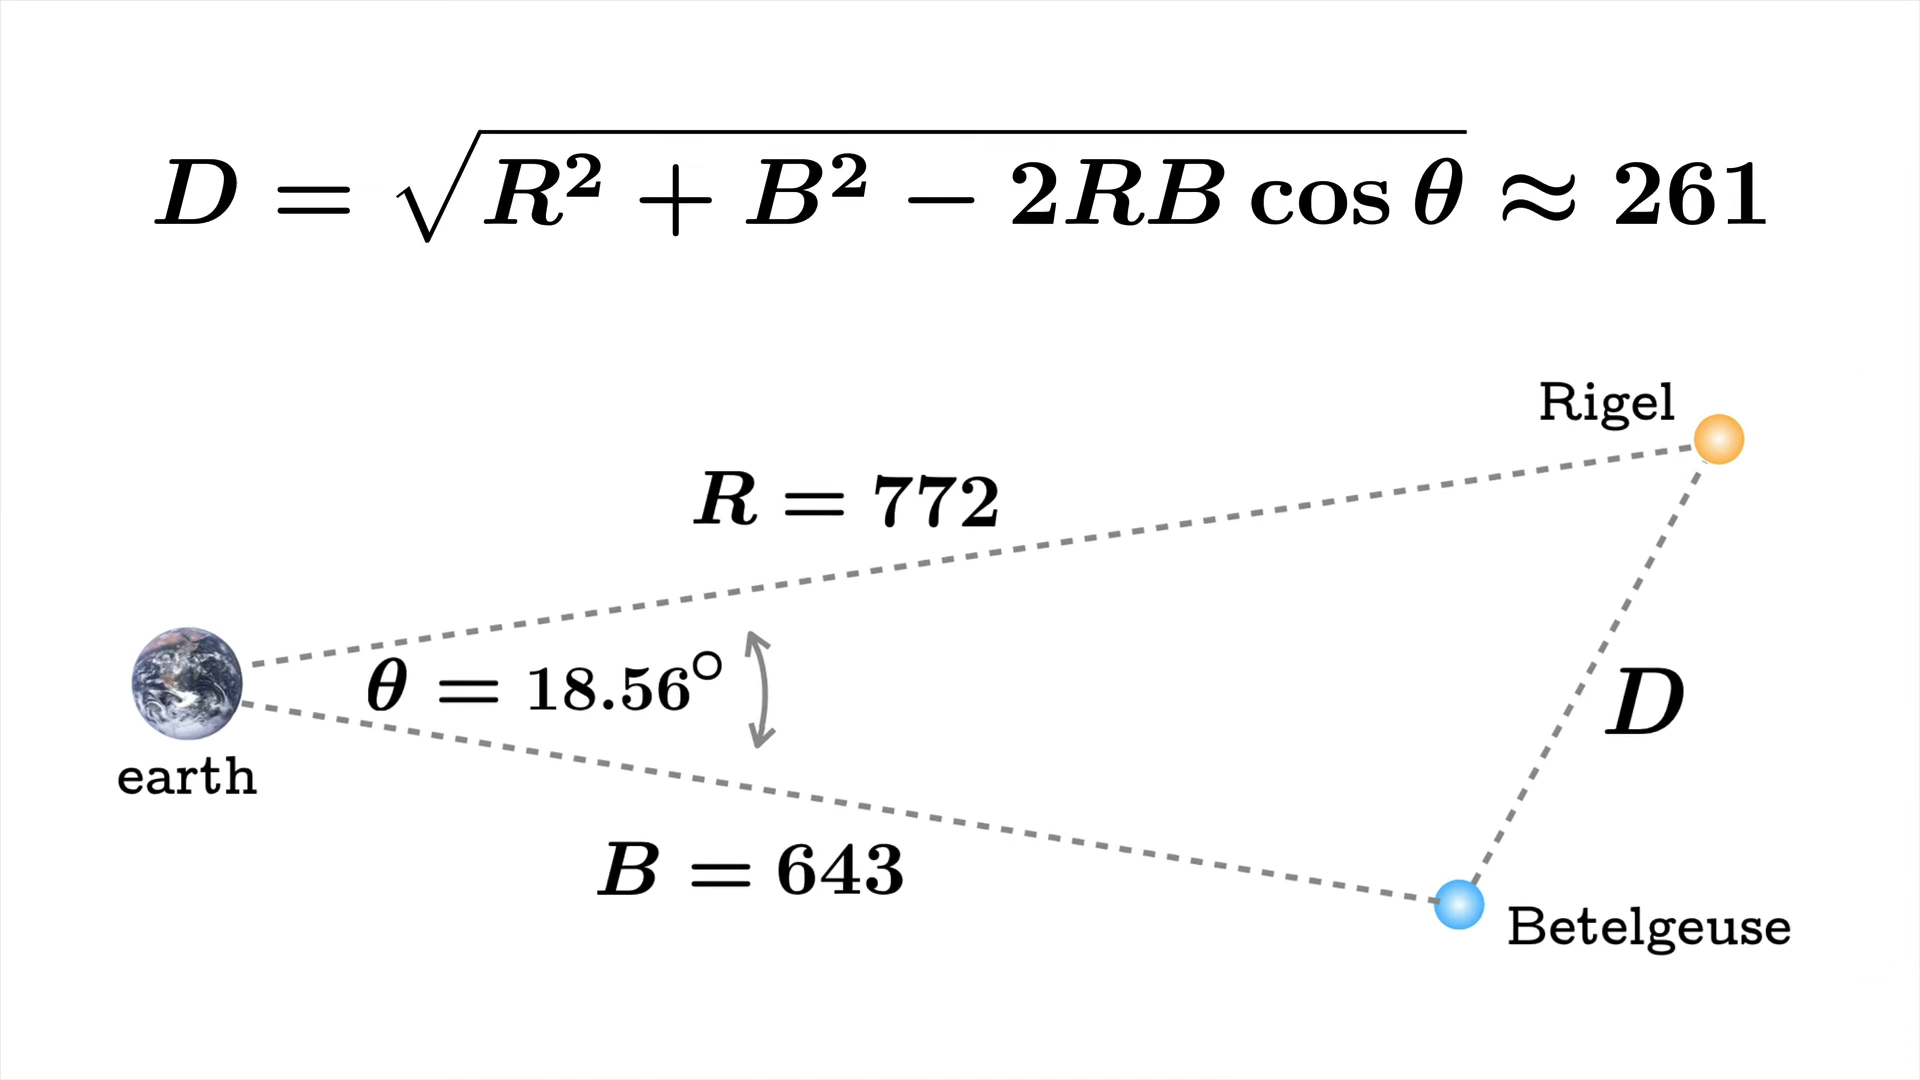 D = √(R² + B² − 2RB cos θ) ≈ 261
Rigel
R = 772
θ = 18.56°
D
earth
B = 643
Betelgeuse